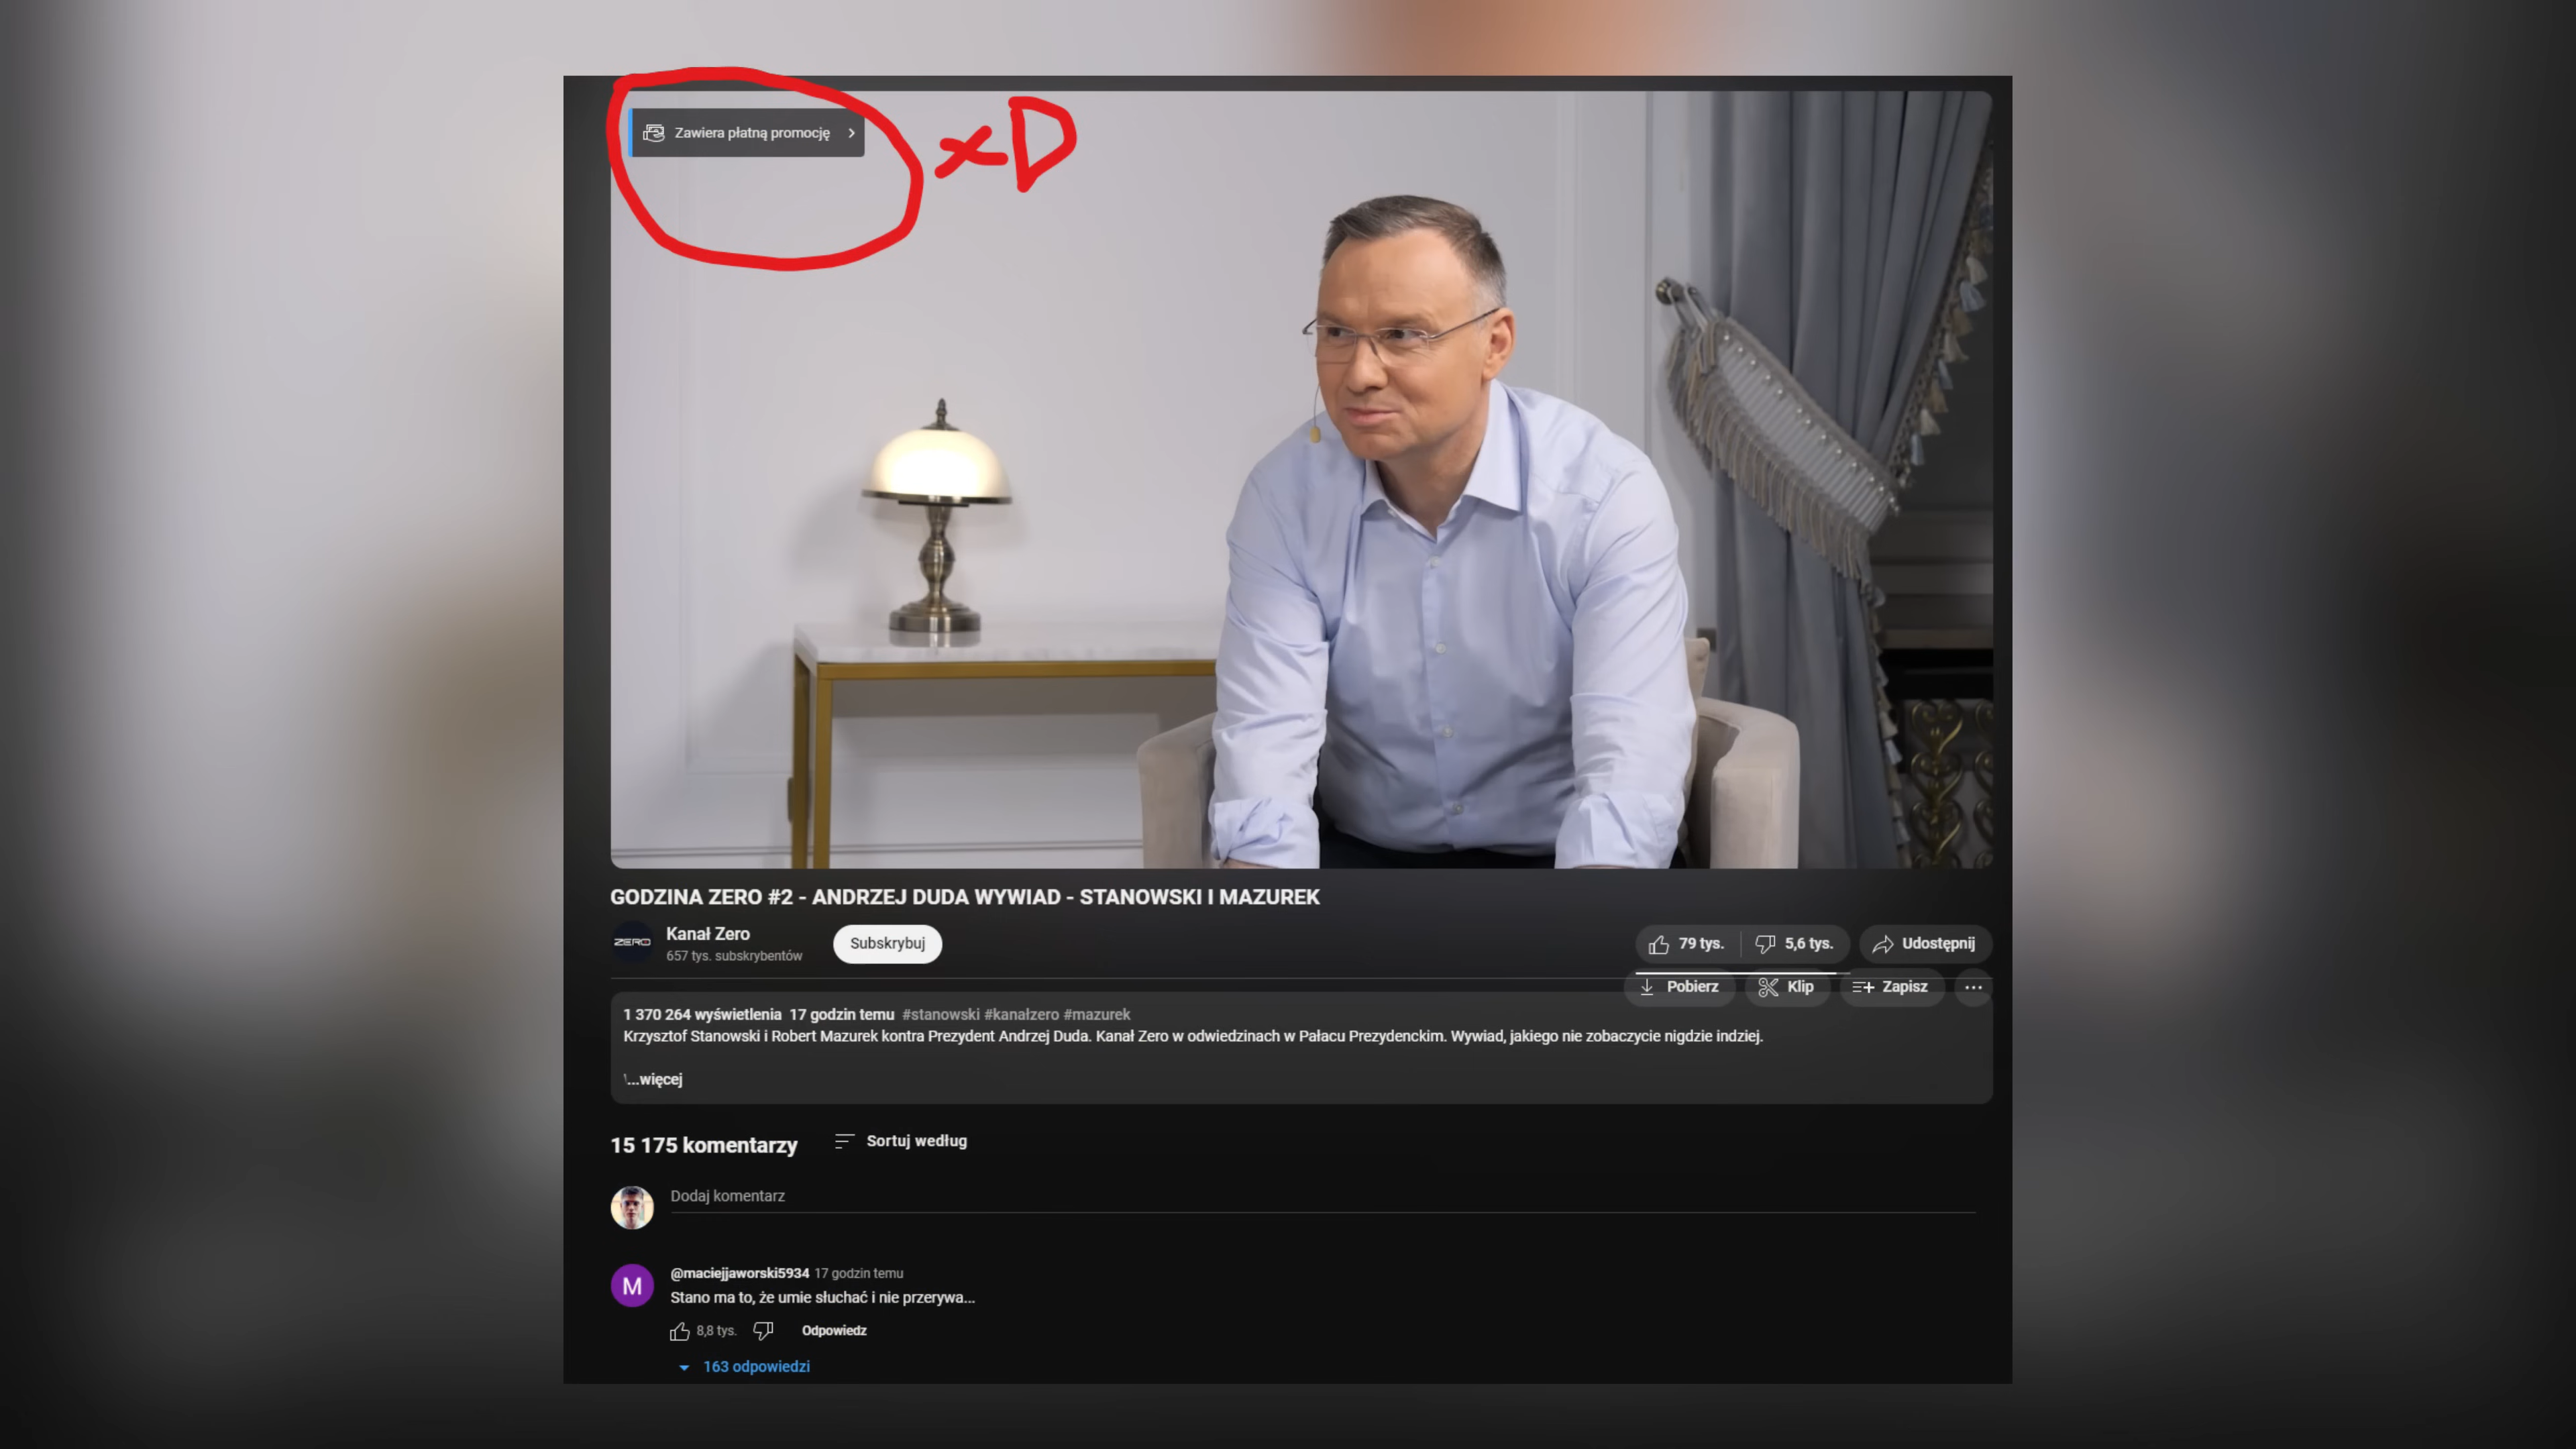 Zawiera płatną promocję
xD
GODZINA ZERO #2 - ANDRZEJ DUDA WYWIAD - STANOWSKI I MAZUREK
ZERO
Kanał Zero
657 tys. subskrybentów
Subskrybuj
79 tys.
5,6 tys.
Udostępnij
Pobierz
Klip
Zapisz
1 370 264 wyświetlenia 17 godzin temu #stanowski #kanałzero #mazurek
Krzysztof Stanowski i Robert Mazurek kontra Prezydent Andrzej Duda. Kanał Zero w odwiedzinach w Pałacu Prezydenckim. Wywiad, jakiego nie zobaczycie nigdzie indziej.
...więcej
15 175 komentarzy
Sortuj według
Dodaj komentarz
M
@maciejjaworski5934 17 godzin temu
Stano ma to, że umie słuchać i nie przerywa...
8,8 tys.
Odpowiedz
163 odpowiedzi